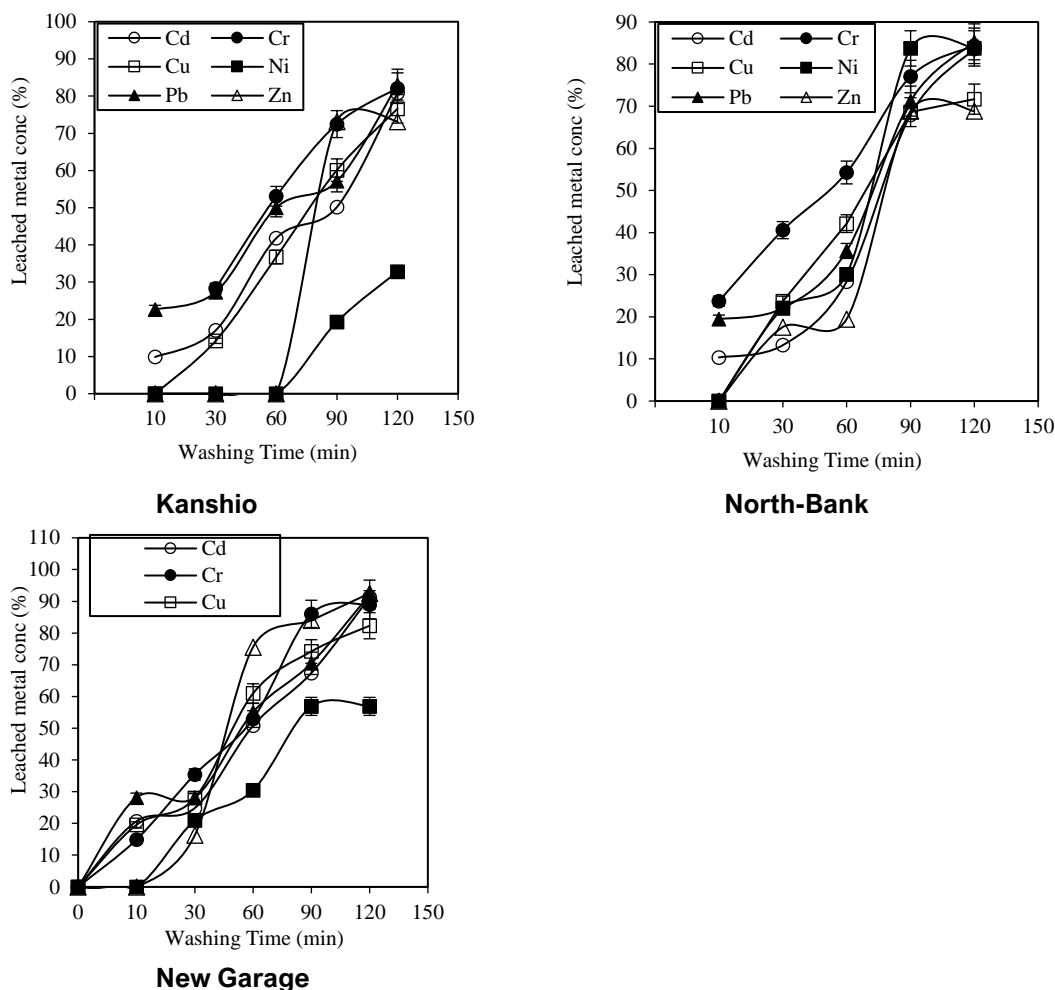 100
90
80
70
60
50
40
30
20
10
0
Leached metal conc (%)
Cd Cr
Cu Ni
Pb Zn
10 30 60 90 120 150
Washing Time (min)
Kanshio
90
80
70
60
50
40
30
20
10
0
Leached metal conc (%)
Cd Cr
Cu Ni
Pb Zn
10 30 60 90 120 150
Washing Time (min)
North-Bank
110
100
90
80
70
60
50
40
30
20
10
0
Leached metal conc (%)
Cd
Cr
Cu
0 10 30 60 90 120 150
Washing Time (min)
New Garage